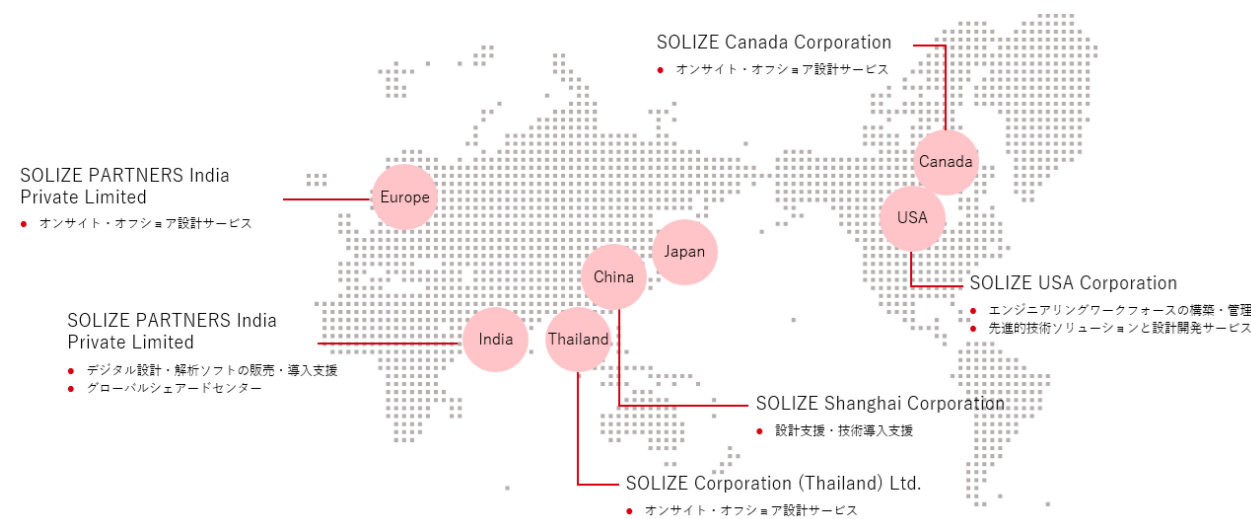 SOLIZE Canada Corporation
● オンサイト・オフショア設計サービス
Canada
SOLIZE PARTNERS India
Private Limited
● オンサイト・オフショア設計サービス
Europe
USA
Japan
China
SOLIZE USA Corporation
● エンジニアリングワークフォースの構築・管理
● 先進的技術ソリューションと設計開発サービス
SOLIZE PARTNERS India
Private Limited
● デジタル設計・解析ソフトの販売・導入支援
● グローバルシェアードセンター
India
Thailand
SOLIZE Shanghai Corporation
● 設計支援・技術導入支援
SOLIZE Corporation (Thailand) Ltd.
● オンサイト・オフショア設計サービス